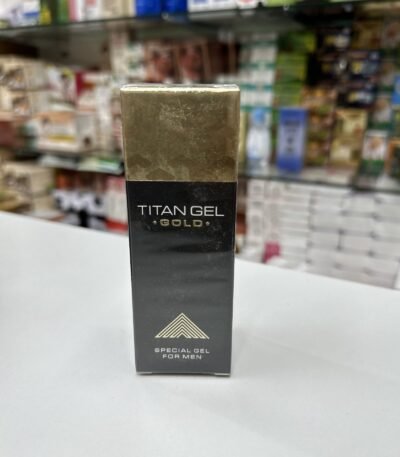 TITAN GEL
• GOLD •
SPECIAL GEL
FOR MEN